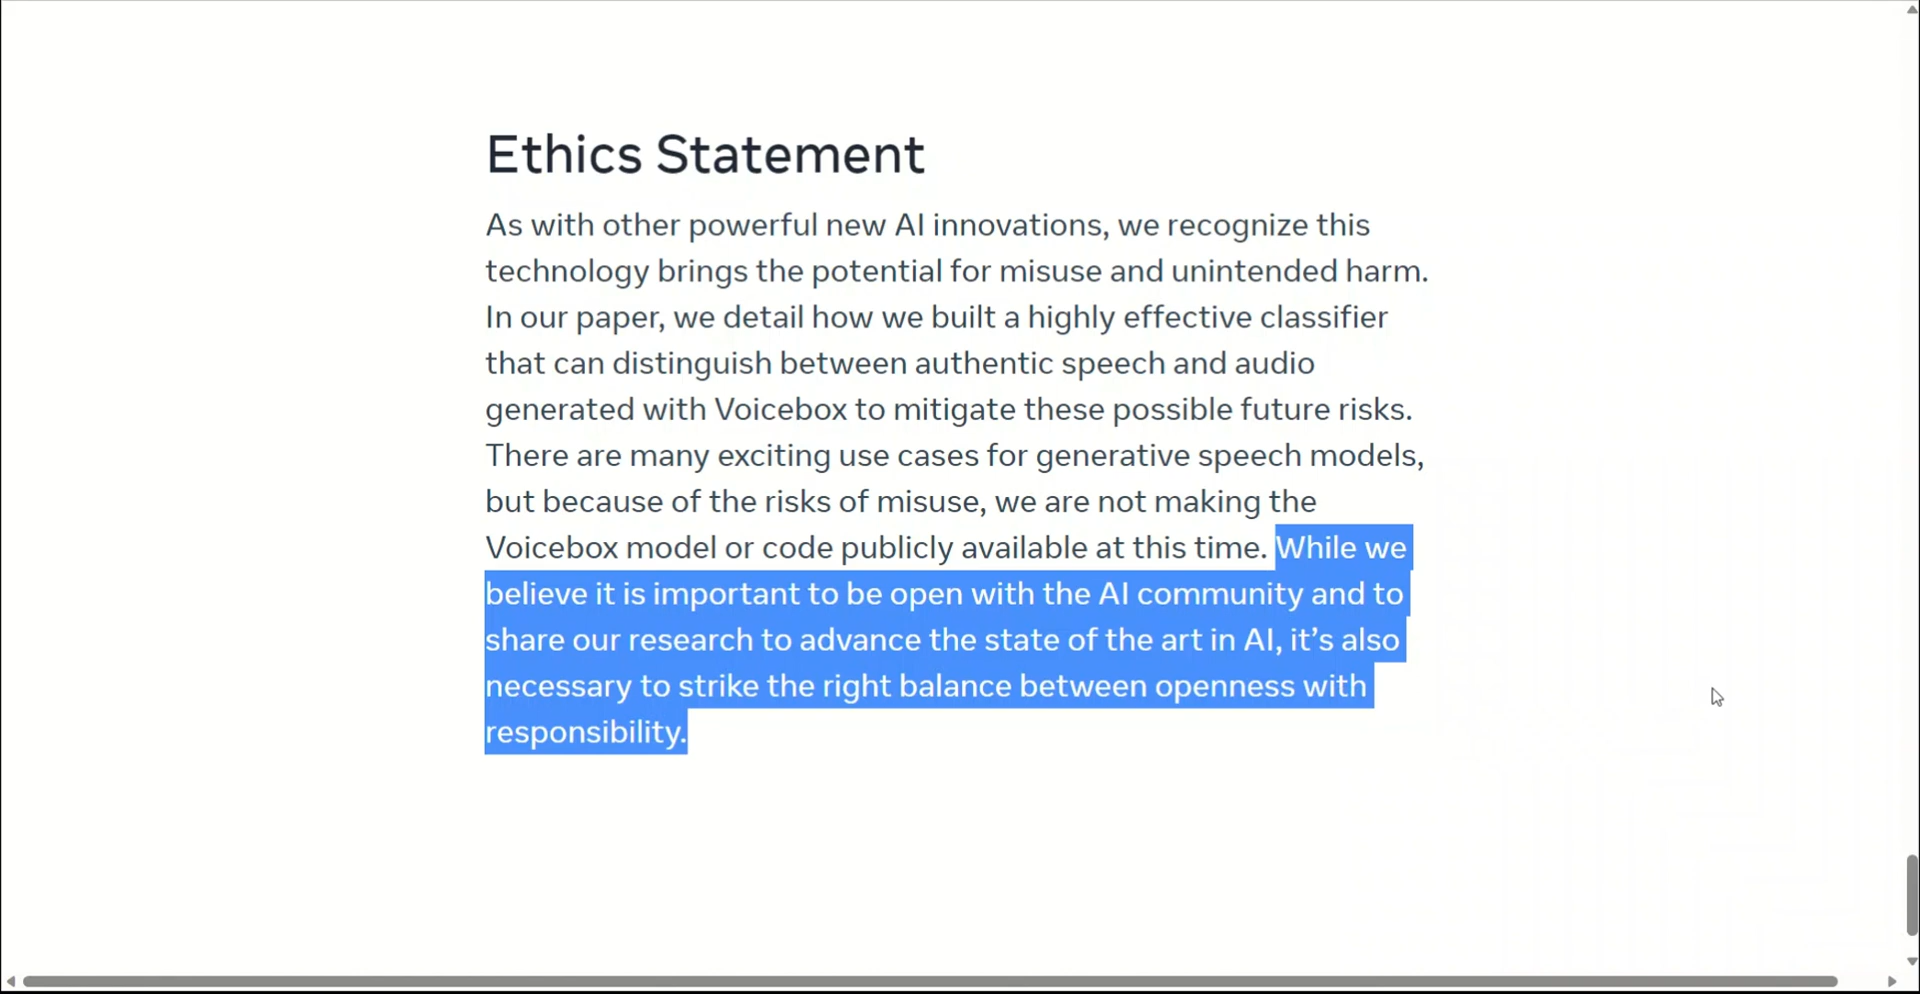 Ethics Statement
As with other powerful new AI innovations, we recognize this
technology brings the potential for misuse and unintended harm.
In our paper, we detail how we built a highly effective classifier
that can distinguish between authentic speech and audio
generated with Voicebox to mitigate these possible future risks.
There are many exciting use cases for generative speech models,
but because of the risks of misuse, we are not making the
Voicebox model or code publicly available at this time. While we
believe it is important to be open with the AI community and to
share our research to advance the state of the art in AI, it’s also
necessary to strike the right balance between openness with
responsibility.